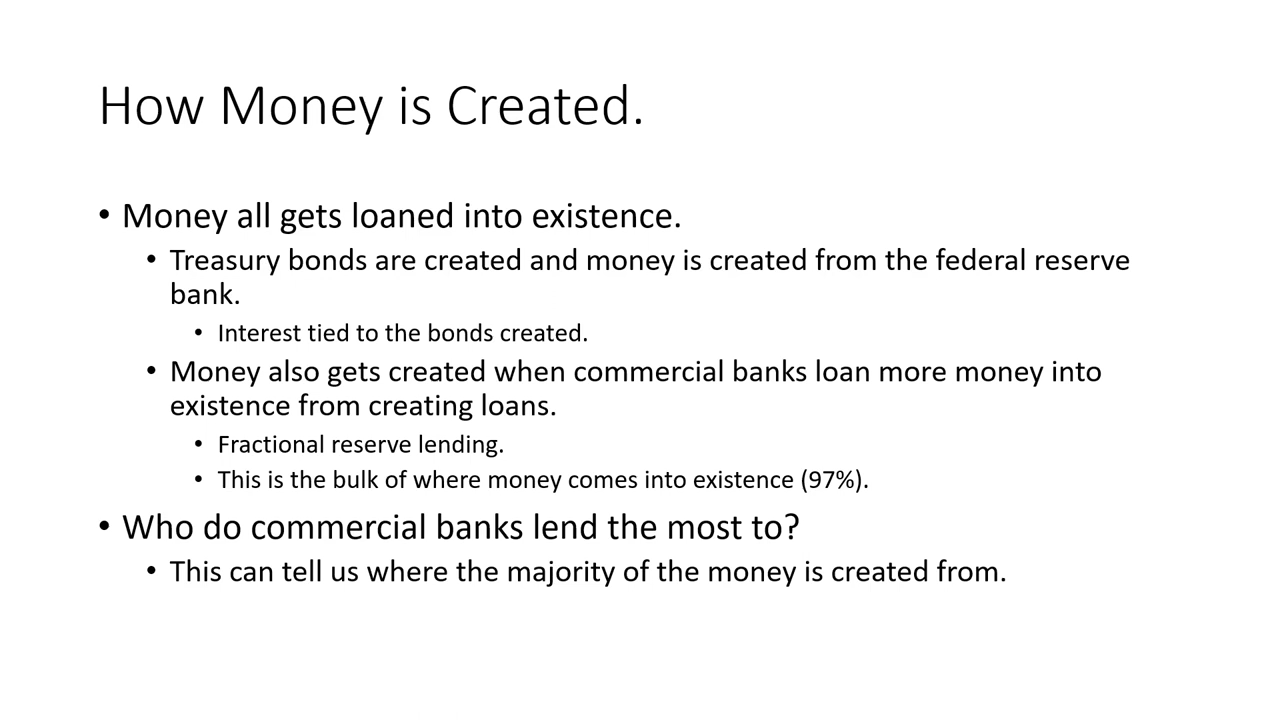 How Money is Created.
• Money all gets loaned into existence.
• Treasury bonds are created and money is created from the federal reserve
bank.
• Interest tied to the bonds created.
• Money also gets created when commercial banks loan more money into
existence from creating loans.
• Fractional reserve lending.
• This is the bulk of where money comes into existence (97%).
• Who do commercial banks lend the most to?
• This can tell us where the majority of the money is created from.